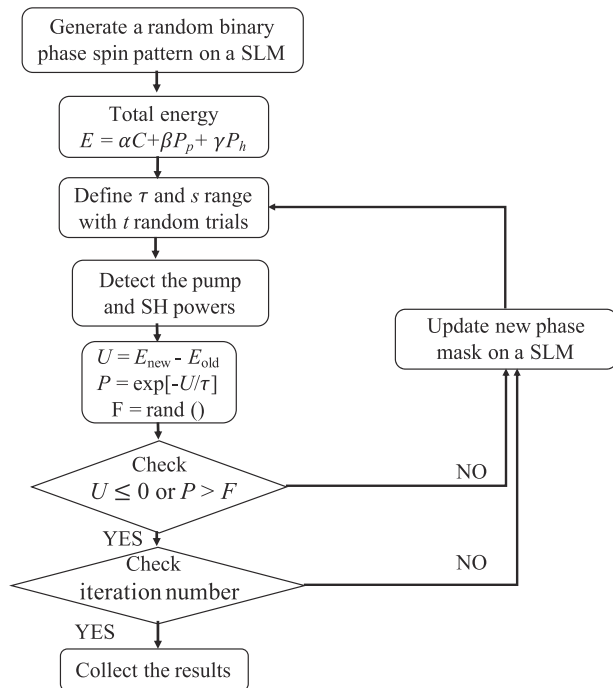 Generate a random binary
phase spin pattern on a SLM
Total energy
E = αC+βPₚ+ γPₕ
Define τ and s range
with t random trials
Detect the pump
and SH powers
Update new phase
mask on a SLM
U = E_new - E_old
P = exp[-U/τ]
F = rand ()
Check
U ≤ 0 or P > F
NO
YES
Check
iteration number
NO
YES
Collect the results